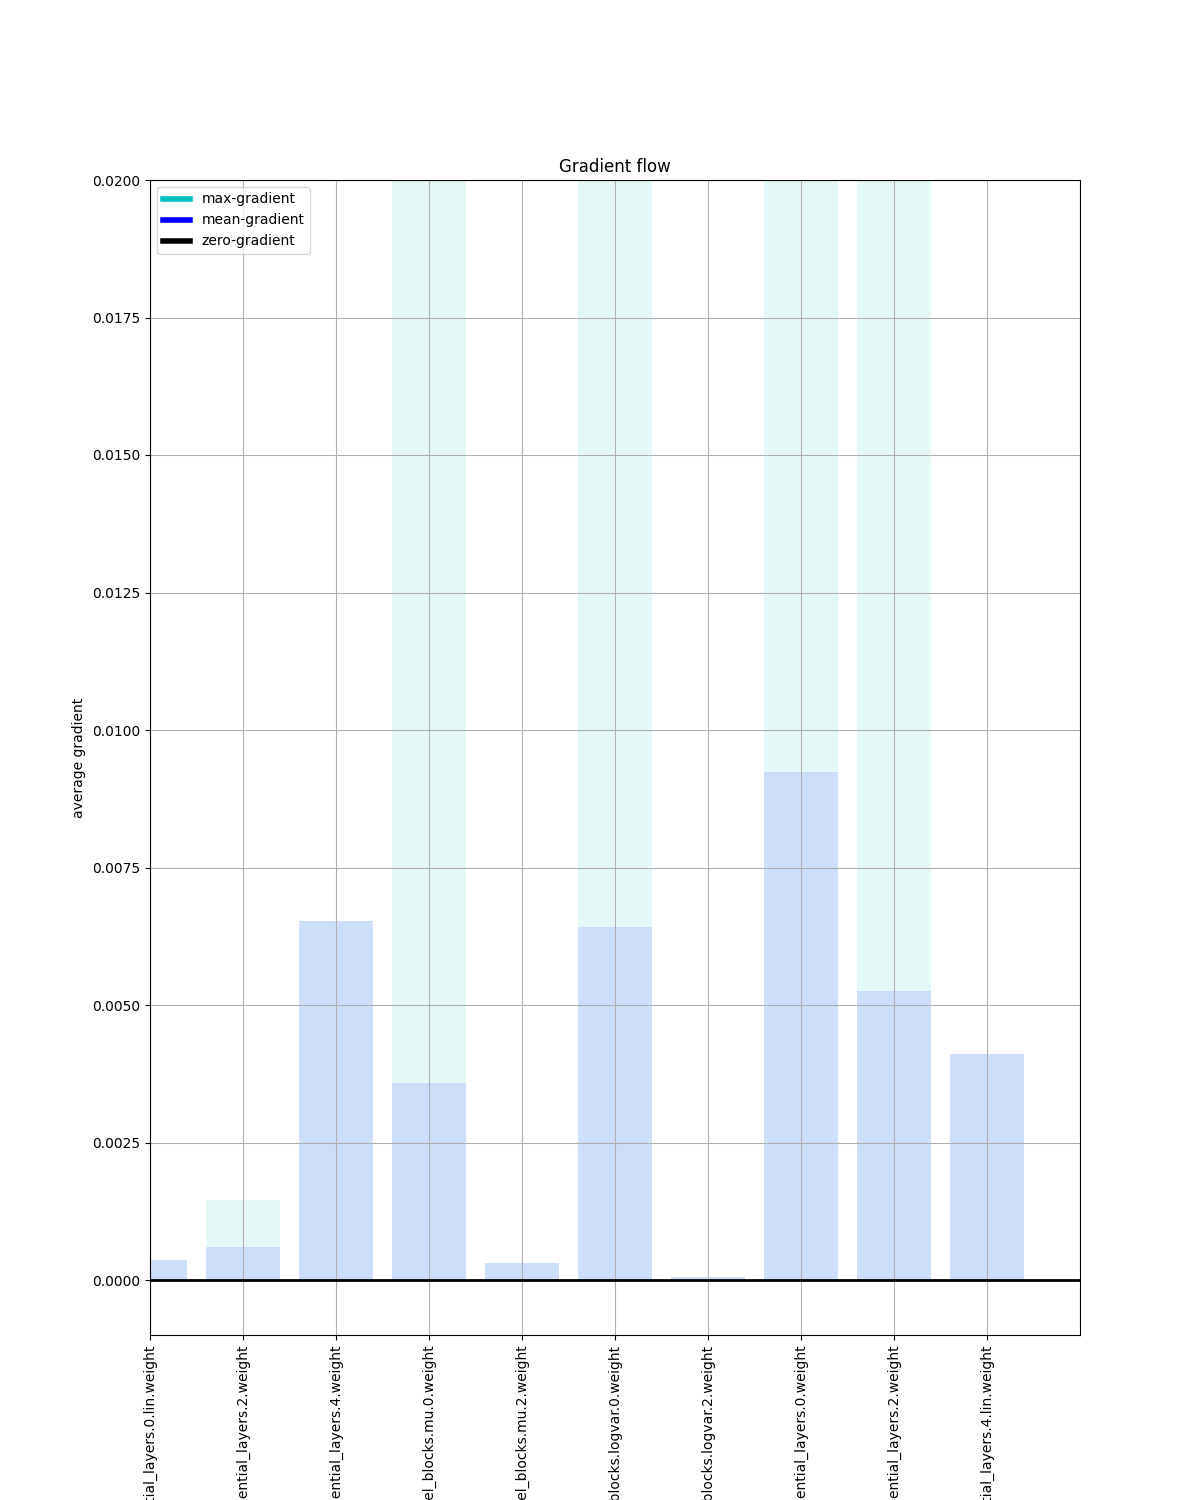 Gradient flow
max-gradient
mean-gradient
zero-gradient
0.0200
0.0175
0.0150
0.0125
0.0100
0.0075
0.0050
0.0025
0.0000
average gradient
tial_layers.0.lin.weight
ential_layers.2.weight
ential_layers.4.weight
el_blocks.mu.0.weight
el_blocks.mu.2.weight
blocks.logvar.0.weight
blocks.logvar.2.weight
ential_layers.0.weight
ential_layers.2.weight
tial_layers.4.lin.weight